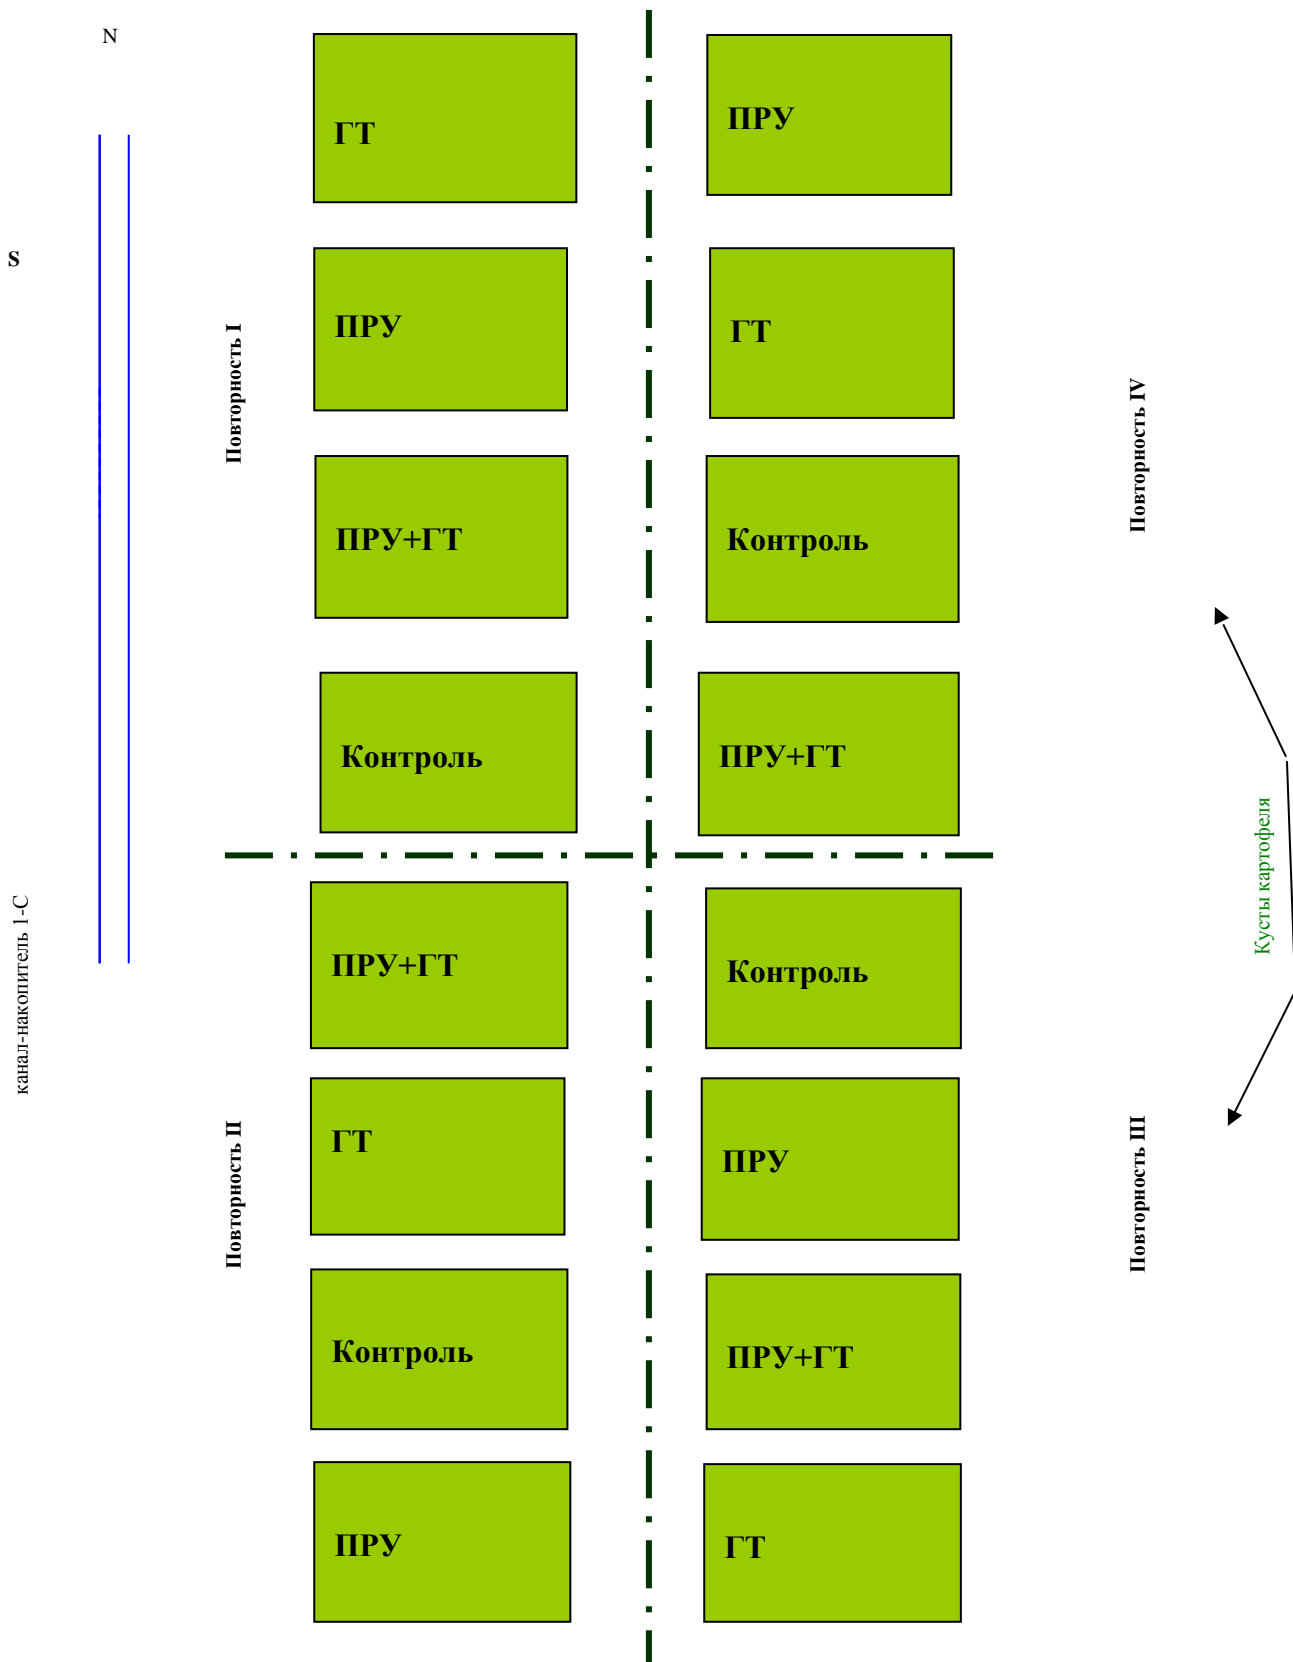 N
S
канал-накопитель 1-С
Повторность I
ГТ
ПРУ
ПРУ+ГТ
Контроль
Повторность II
ПРУ+ГТ
ГТ
Контроль
ПРУ
ПРУ
ГТ
Контроль
ПРУ+ГТ
Повторность IV
Контроль
ПРУ
ПРУ+ГТ
ГТ
Повторность III
Кусты картофеля